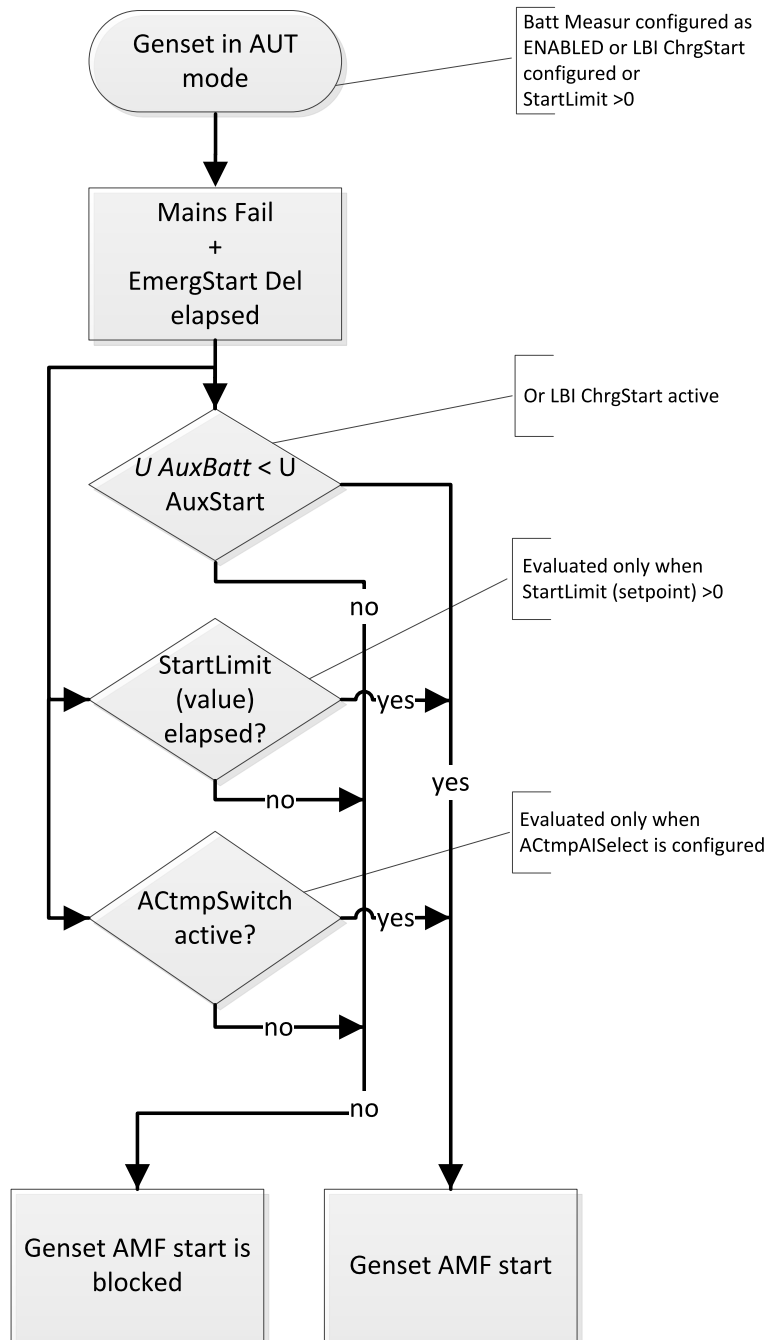 Genset in AUT
mode
Batt Measur configured as
ENABLED or LBI ChrgStart
configured or
StartLimit >0
Mains Fail
+
EmergStart Del
elapsed
Or LBI ChrgStart active
U AuxBatt < U
AuxStart
Evaluated only when
StartLimit (setpoint) >0
no
StartLimit
(value)
elapsed?
yes
yes
no
Evaluated only when
ACtmpAISelect is configured
ACtmpSwitch
active?
yes
no
no
Genset AMF start is
blocked
Genset AMF start